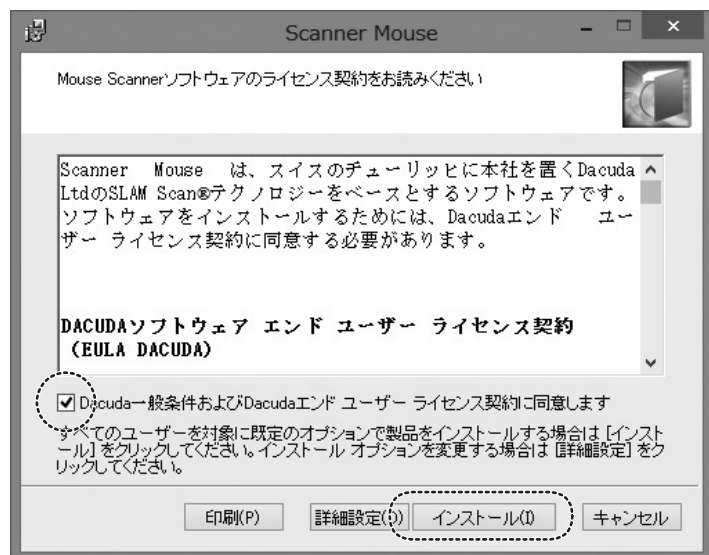 Scanner Mouse
Mouse Scannerソフトウェアのライセンス契約をお読みください
Scanner Mouse は、スイスのチューリッヒに本社を置くDacuda
LtdのSLAM Scan®テクノロジーをベースとするソフトウェアです。
ソフトウェアをインストールするためには、Dacudaエンド ユー
ザー ライセンス契約に同意する必要があります。
DACUDAソフトウェア エンド ユーザー ライセンス契約
(EULA DACUDA)
Dacuda一般条件およびDacudaエンド ユーザー ライセンス契約に同意します
すべてのユーザーを対象に既定のオプションで製品をインストールする場合は [インスト
ール] をクリックしてください。インストール オプションを変更する場合は [詳細設定] をク
リックしてください。
印刷(P) 詳細設定(D) インストール(I) キャンセル